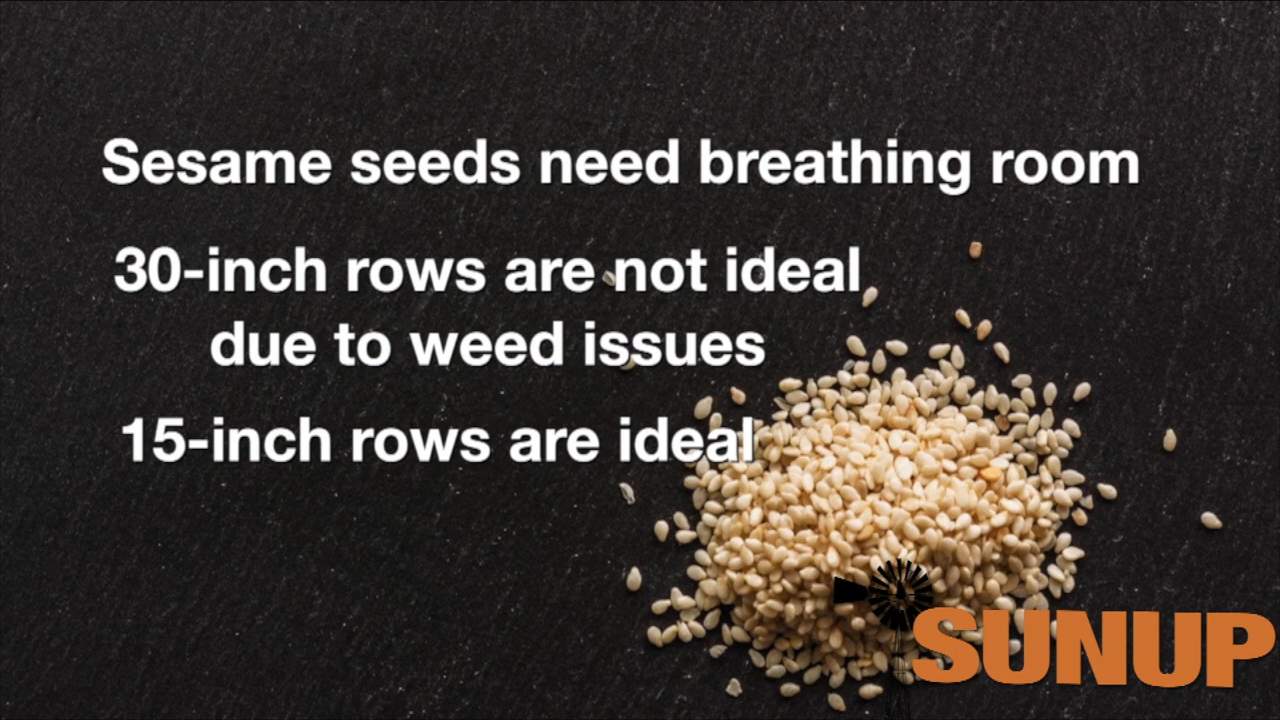 Sesame seeds need breathing room
30-inch rows are not ideal
due to weed issues
15-inch rows are ideal
SUNUP